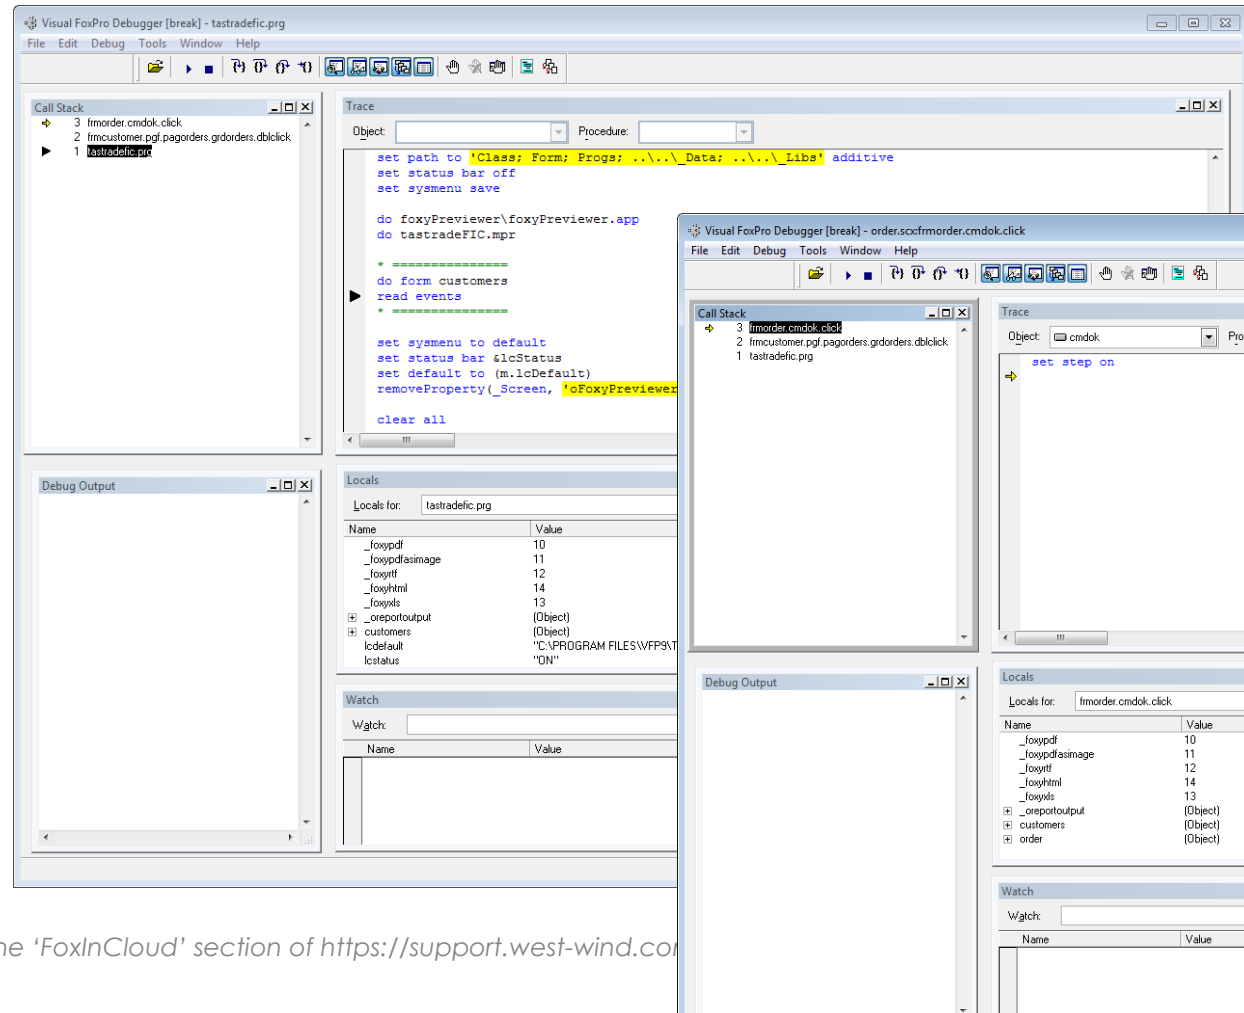 Visual FoxPro Debugger [break] - tastradefic.prg
File Edit Debug Tools Window Help
Call Stack
3 frmorder.cmdok.click
2 frmcustomer.pgf.pagorders.grdorders.dblclick
1 tastradefic.prg
Trace
Object: Procedure:
set path to 'Class; Form; Progs; ..\..\_Data; ..\..\_Libs' additive
set status bar off
set sysmenu save
do foxyPreviewer\foxyPreviewer.app
do tastradeFIC.mpr
* ===============
do form customers
read events
* ===============
set sysmenu to default
set status bar &lcStatus
set default to (m.lcDefault)
removeProperty(_Screen, 'oFoxyPreviewer
clear all
Debug Output
Locals
Locals for: tastradefic.prg
Name Value
_foxypdf 10
_foxypdfasimage 11
_foxyrtf 12
_foxyhtml 14
_foxyxls 13
_oreportoutput (Object)
customers (Object)
lcdefault "C:\PROGRAM FILES\VFP9\T
lcstatus "ON"
Watch
Watch:
Name Value
Visual FoxPro Debugger [break] - order.scx:frmorder.cmdok.click
File Edit Debug Tools Window Help
Call Stack
3 frmorder.cmdok.click
2 frmcustomer.pgf.pagorders.grdorders.dblclick
1 tastradefic.prg
Trace
Object: cmdok Pro
set step on
Debug Output
Locals
Locals for: frmorder.cmdok.click
Name Value
_foxypdf 10
_foxypdfasimage 11
_foxyrtf 12
_foxyhtml 14
_foxyxls 13
_oreportoutput (Object)
customers (Object)
order (Object)
Watch
Watch:
Name Value
he 'FoxInCloud' section of https://support.west-wind.co